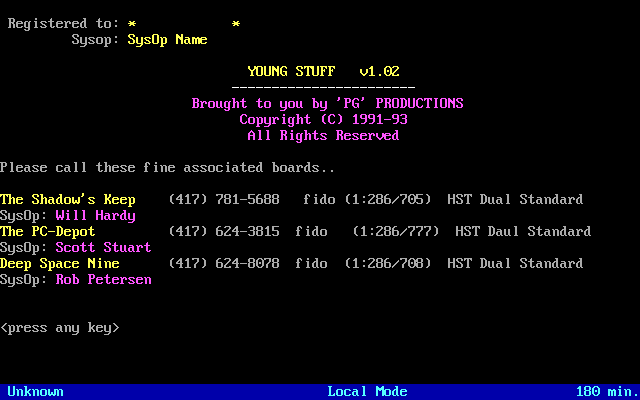 Registered to: *            *
Sysop: SysOp Name
YOUNG STUFF   v1.02
-----------------------
Brought to you by 'PG' PRODUCTIONS
Copyright (C) 1991-93
All Rights Reserved
Please call these fine associated boards..
The Shadow's Keep    (417) 781-5688   fido (1:286/705)  HST Dual Standard
SysOp: Will Hardy
The PC-Depot         (417) 624-3815  fido   (1:286/777)  HST Daul Standard
SysOp: Scott Stuart
Deep Space Nine      (417) 624-8078  fido  (1:286/708)  HST Dual Standard
SysOp: Rob Petersen
<press any key>
Unknown                                 Local Mode                     180 min.